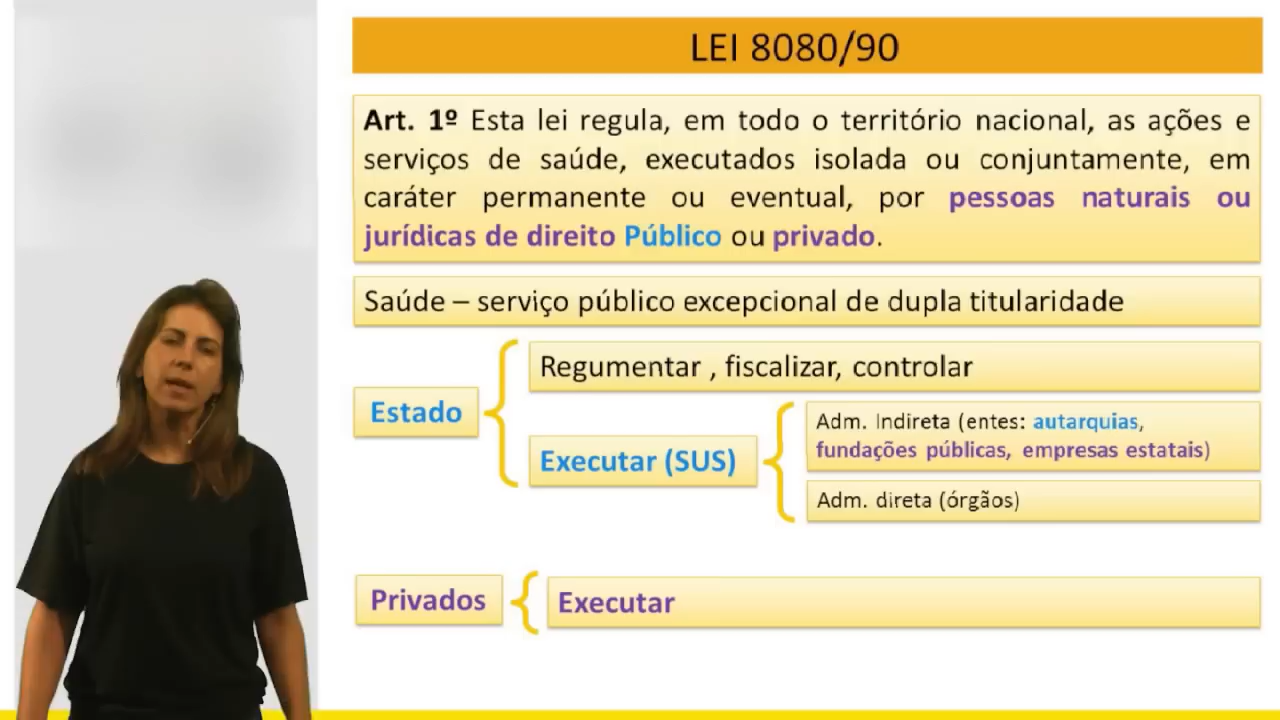 LEI 8080/90
Art. 1º Esta lei regula, em todo o território nacional, as ações e
serviços de saúde, executados isolada ou conjuntamente, em
caráter permanente ou eventual, por pessoas naturais ou
jurídicas de direito Público ou privado.
Saúde – serviço público excepcional de dupla titularidade
Estado
Regumentar , fiscalizar, controlar
Executar (SUS)
Adm. Indireta (entes: autarquias,
fundações públicas, empresas estatais)
Adm. direta (órgãos)
Privados
Executar